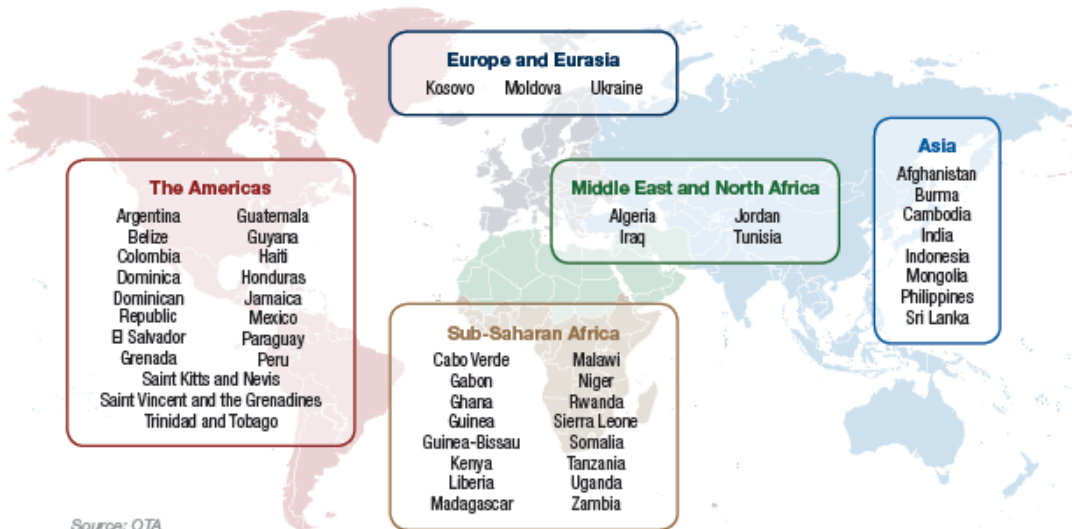 Europe and Eurasia
Kosovo Moldova Ukraine
Asia
Afghanistan
Burma
Cambodia
India
Indonesia
Mongolia
Philippines
Sri Lanka
The Americas
Argentina Guatemala
Belize Guyana
Colombia Haiti
Dominica Honduras
Dominican Jamaica
Republic Mexico
El Salvador Paraguay
Grenada Peru
Saint Kitts and Nevis
Saint Vincent and the Grenadines
Trinidad and Tobago
Middle East and North Africa
Algeria Jordan
Iraq Tunisia
Sub-Saharan Africa
Cabo Verde Malawi
Gabon Niger
Ghana Rwanda
Guinea Sierra Leone
Guinea-Bissau Somalia
Kenya Tanzania
Liberia Uganda
Madagascar Zambia
Source: OTA